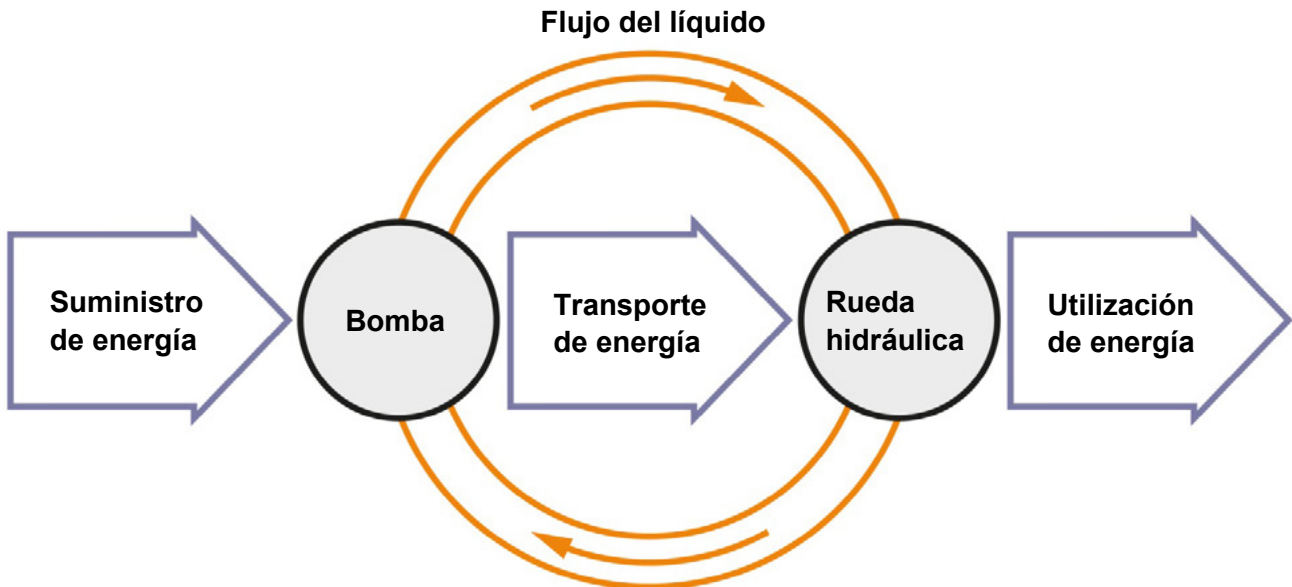 Flujo del líquido
Suministro
de energía
Bomba
Transporte
de energía
Rueda
hidráulica
Utilización
de energía